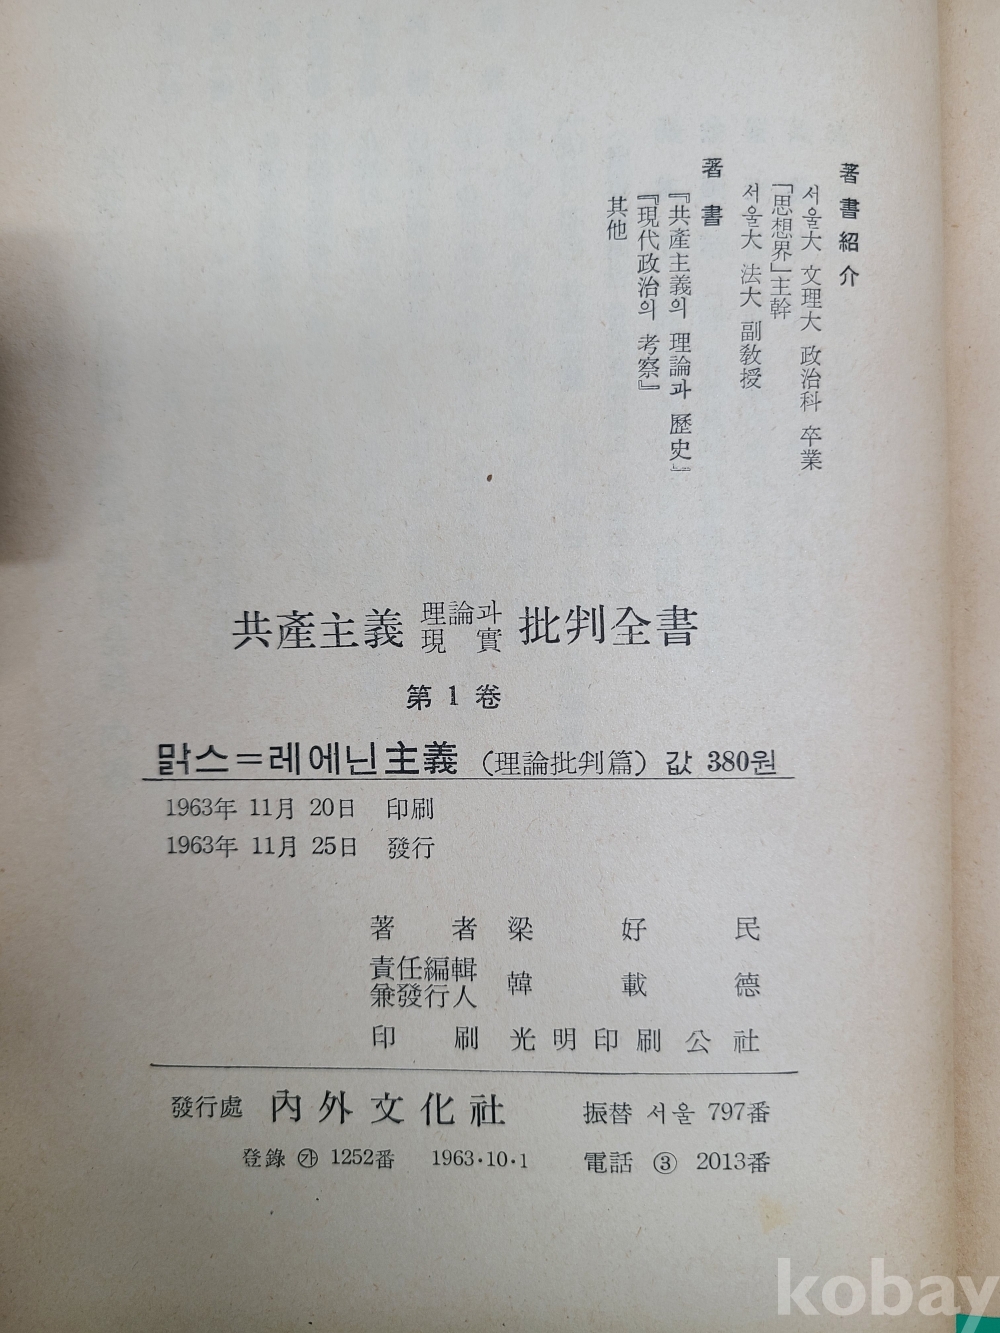 著書紹介
서울大 文理大 政治科 卒業
「思想界」主幹
서울大 法大 副敎授
著書
『共產主義의 理論과 歷史』
『現代政治의 考察』
其他
共產主義 理論과 現實 批判全書
第 1 卷
맑스=레에닌主義 (理論批判篇) 값 380원
1963年 11月 20日 印刷
1963年 11月 25日 發行
著者 梁好民
責任編輯 兼發行人 韓載德
印刷 光明印刷公社
發行處 內外文化社 振替 서울 797番
登錄 ㉮ 1252番 1963·10·1 電話 ③ 2013番
kobay